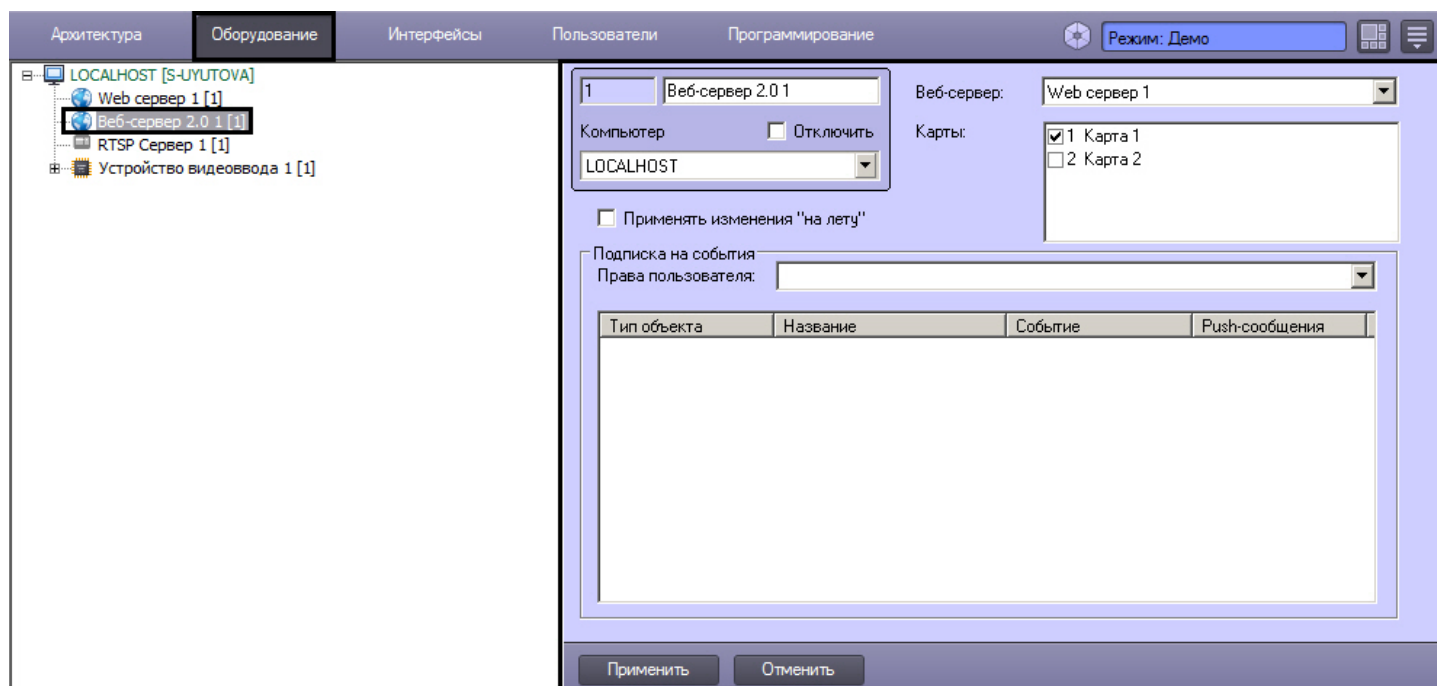 Архитектура Оборудование Интерфейсы Пользователи Программирование Режим: Демо
LOCALHOST [S-UYUTOVA]
Web сервер 1 [1]
Веб-сервер 2.0 1 [1]
RTSP Сервер 1 [1]
Устройство видеоввода 1 [1]
1 Веб-сервер 2.0 1 Веб-сервер: Web сервер 1
Компьютер Отключить Карты: 1 Карта 1
LOCALHOST 2 Карта 2
Применять изменения "на лету"
Подписка на события
Права пользователя:
Тип объекта Название Событие Push-сообщения
Применить Отменить